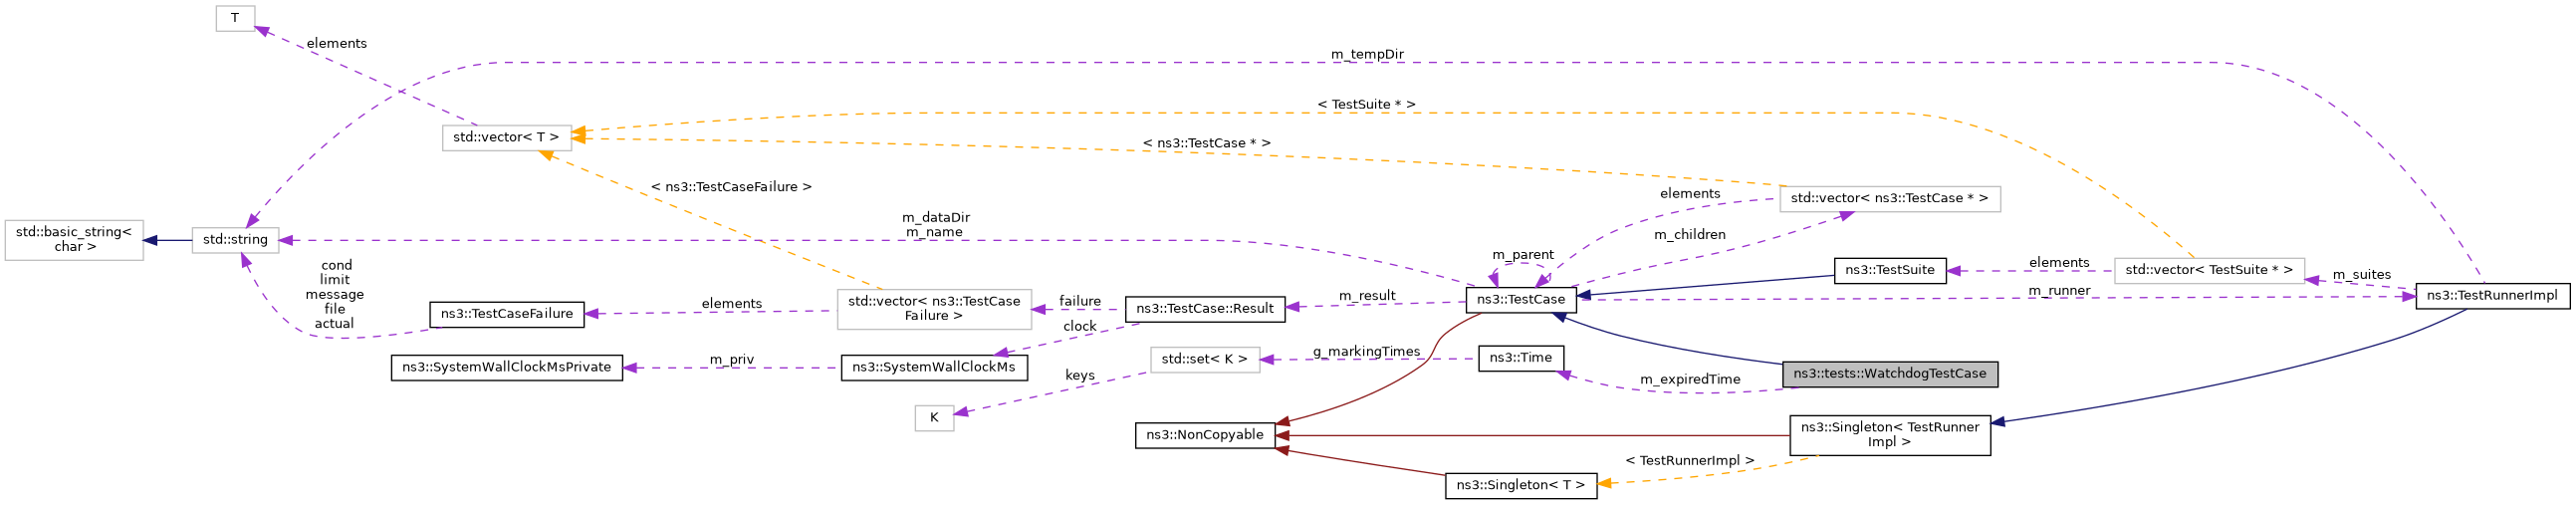 T
elements
m_tempDir
< TestSuite * >
std::vector< T >
< ns3::TestCase * >
< ns3::TestCaseFailure >
elements
std::vector< ns3::TestCase * >
m_dataDir
m_name
std::basic_string<
char >
std::string
m_children
m_parent
cond
limit
message
file
actual
ns3::TestSuite
elements
std::vector< TestSuite * >
m_suites
m_runner
ns3::TestRunnerImpl
ns3::TestCaseFailure
elements
std::vector< ns3::TestCase
Failure >
failure
ns3::TestCase::Result
m_result
ns3::TestCase
clock
ns3::SystemWallClockMsPrivate
m_priv
ns3::SystemWallClockMs
std::set< K >
g_markingTimes
ns3::Time
m_expiredTime
ns3::tests::WatchdogTestCase
keys
K
ns3::NonCopyable
ns3::Singleton< TestRunner
Impl >
< TestRunnerImpl >
ns3::Singleton< T >